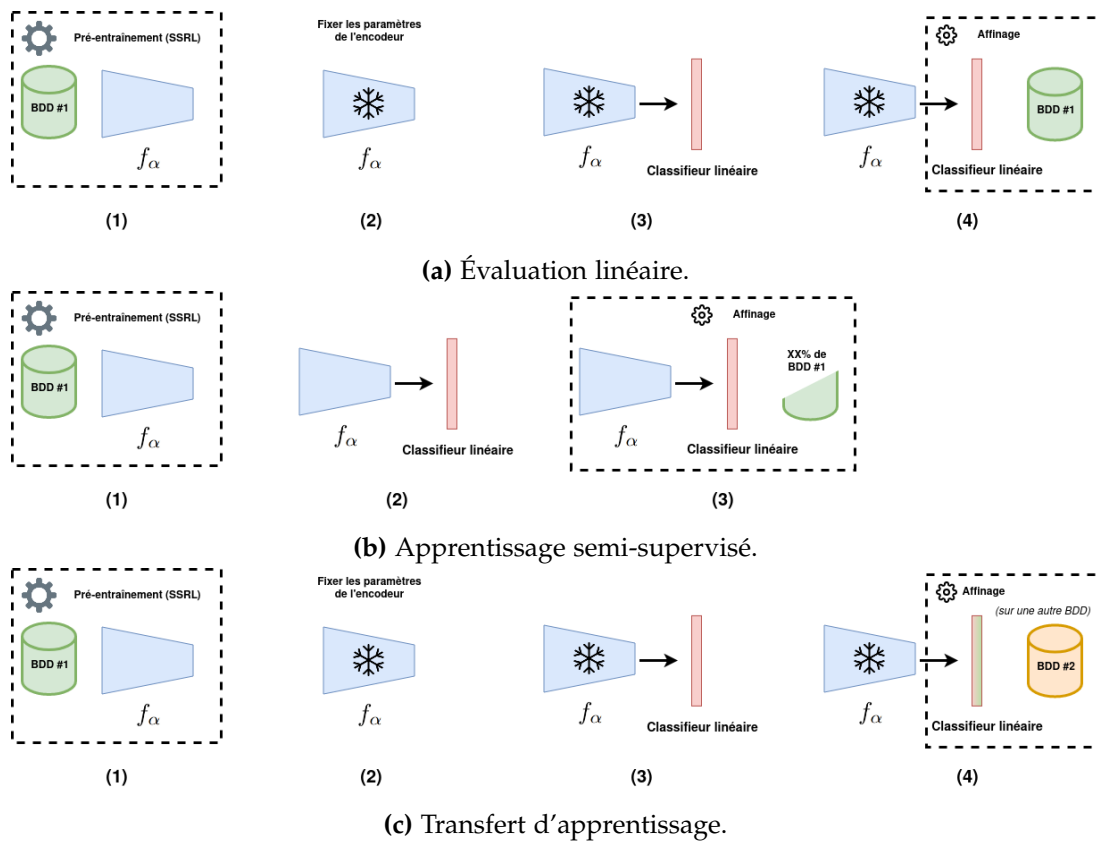 Pré-entraînement (SSRL)
BDD #1
fα
(1)
Fixer les paramètres
de l'encodeur
fα
(2)
fα
Classifieur linéaire
(3)
fα
Affinage
BDD #1
Classifieur linéaire
(4)
(a) Évaluation linéaire.
Pré-entraînement (SSRL)
BDD #1
fα
(1)
fα
Classifieur linéaire
(2)
Affinage
XX% de
BDD #1
fα
Classifieur linéaire
(3)
(b) Apprentissage semi-supervisé.
Pré-entraînement (SSRL)
BDD #1
fα
(1)
Fixer les paramètres
de l'encodeur
fα
(2)
fα
Classifieur linéaire
(3)
fα
Affinage
(sur une autre BDD)
BDD #2
Classifieur linéaire
(4)
(c) Transfert d'apprentissage.